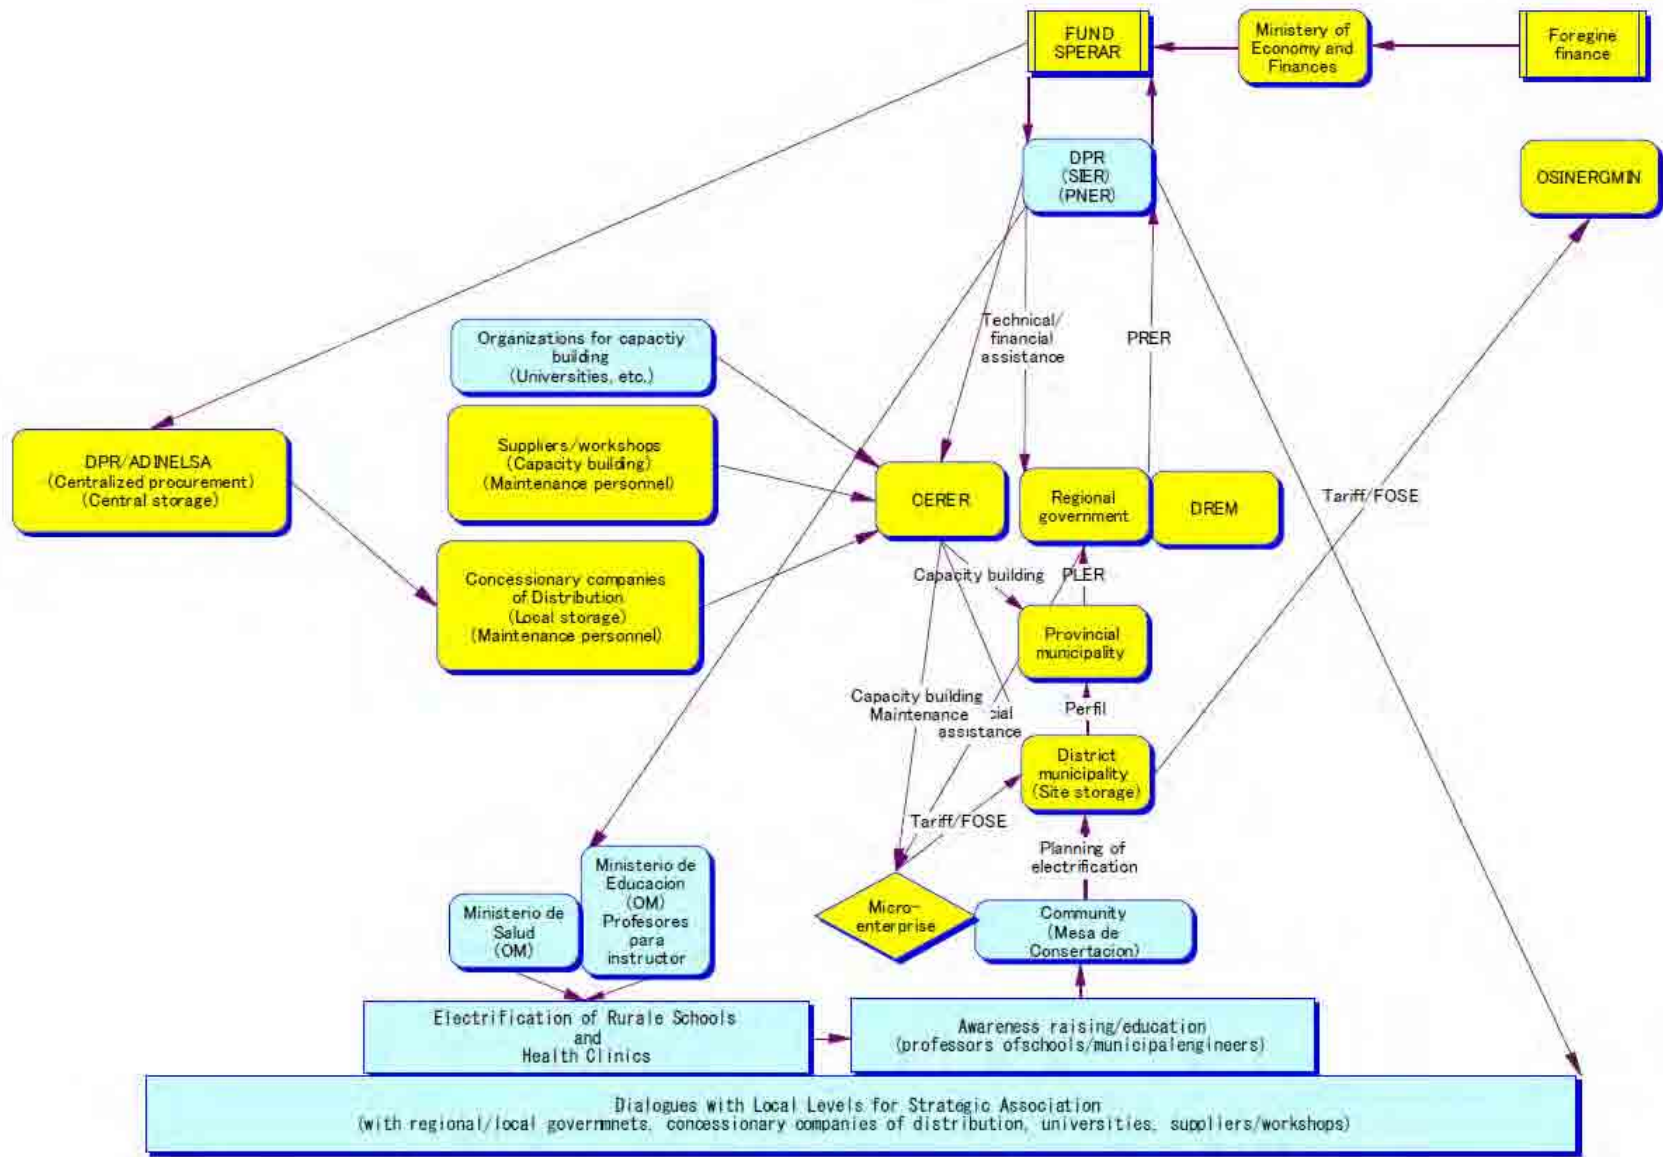 FUND
SPERAR
Ministery of
Economy and
Finances
Foregine
finance
DPR
(SIER)
(PNER)
OSINERGMIN
Technical/
financial
assistance
PRER
Organizations for capactiy
building
(Universities, etc.)
Suppliers/workshops
(Capacity building)
(Maintenance personnel)
DPR/ADINELSA
(Centralized procurement)
(Central storage)
CERER
Regional
government
DREM
Tariff/FOSE
Concessionary companies
of Distribution
(Local storage)
(Maintenance personnel)
Capacity building
PLER
Provincial
municipality
Capacity building
Maintenance
cial
assistance
Perfil
District
municipality
(Site storage)
Tariff/FOSE
Planning of
electrification
Ministerio de
Salud
(OM)
Ministerio de
Educacion
(OM)
Profesores
para
instructor
Micro-
enterprise
Community
(Mesa de
Consertacion)
Electrification of Rurale Schools
and
Health Clinics
Awareness raising/education
(professors ofschools/municipalengineers)
Dialogues with Local Levels for Strategic Association
(with regional/local governmnets, concessionary companies of distribution, universities, suppliers/workshops)